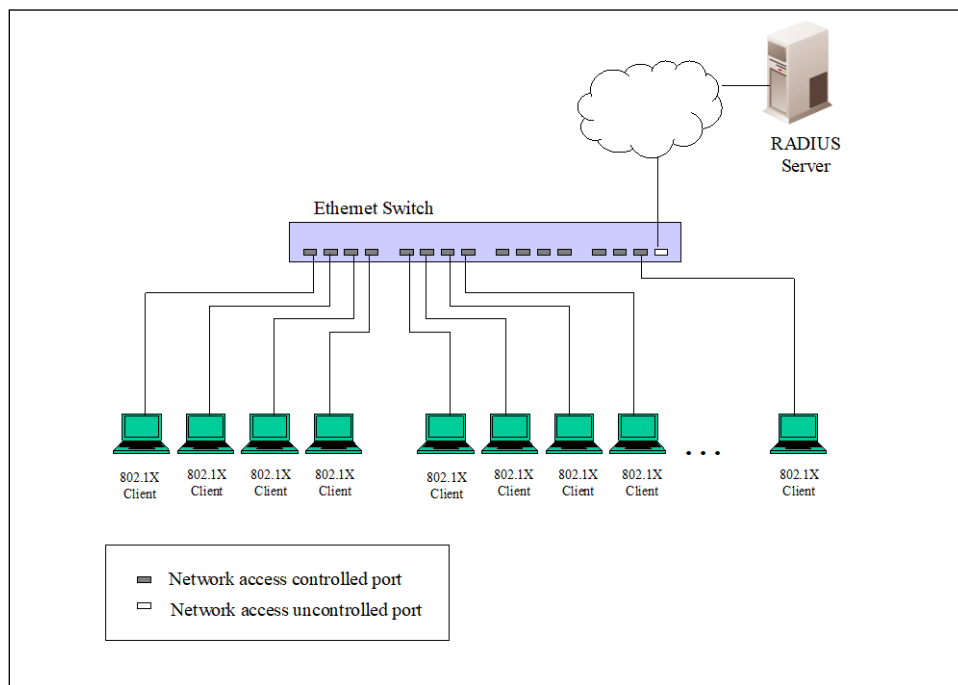 RADIUS
Server
Ethernet Switch
802.1X
Client
802.1X
Client
802.1X
Client
802.1X
Client
802.1X
Client
802.1X
Client
802.1X
Client
802.1X
Client
. . .
802.1X
Client
Network access controlled port
Network access uncontrolled port